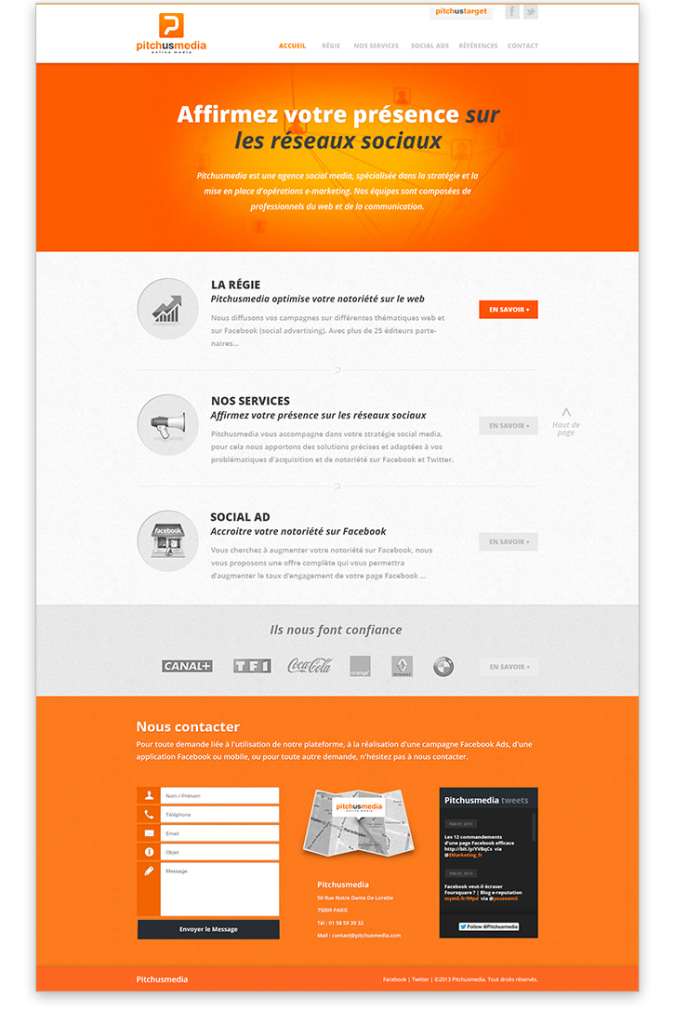 pitchustarget
pitchusmedia
online media
ACCUEIL RÉGIE NOS SERVICES SOCIAL ADS RÉFÉRENCES CONTACT
Affirmez votre présence sur
les réseaux sociaux
Pitchusmedia est une agence social media, spécialisée dans la stratégie et la
mise en place d'opérations e-marketing. Nos équipes sont composées de
professionnels du web et de la communication.
LA RÉGIE
Pitchusmedia optimise votre notoriété sur le web
Nous diffusons vos campagnes sur différentes thématiques web et
sur Facebook (social advertising). Avec plus de 25 éditeurs parte-
naires...
EN SAVOIR +
NOS SERVICES
Affirmez votre présence sur les réseaux sociaux
Pitchusmedia vous accompagne dans votre stratégie social media,
pour cela nous apportons des solutions précises et adaptées à vos
problématiques d'acquisition et de notoriété sur Facebook et Twitter.
EN SAVOIR +
Haut de
page
SOCIAL AD
Accroitre votre notoriété sur Facebook
facebook
Vous cherchez à augmenter votre notoriété sur Facebook, nous
vous proposons une offre complète qui vous permettra
d'augmenter le taux d'engagement de votre page Facebook ...
EN SAVOIR +
Ils nous font confiance
CANAL+ TF1 Coca-Cola orange RENAULT EN SAVOIR +
Nous contacter
Pour toute demande liée à l'utilisation de notre plateforme, à la réalisation d'une campagne Facebook Ads, d'une
application Facebook ou mobile, ou pour toute autre demande, n'hésitez pas à nous contacter.
Nom / Prénom
Téléphone
Email
Objet
Message
Envoyer le Message
pitchusmedia
online media
Pitchusmedia
50 Rue Notre Dame De Lorette
75009 PARIS
Tél : 01 58 59 39 32
Mail : contact@pitchusmedia.com
Pitchusmedia tweets
Les 12 commandements
d'une page Facebook efficace
via
@EMarketing_fr
Facebook veut-il écraser
Foursquare ? | Blog e-reputation
via @youseemii
Follow @Pitchusmedia
Pitchusmedia
Facebook | Twitter | ©2013 Pitchusmedia. Tout droits réservés.